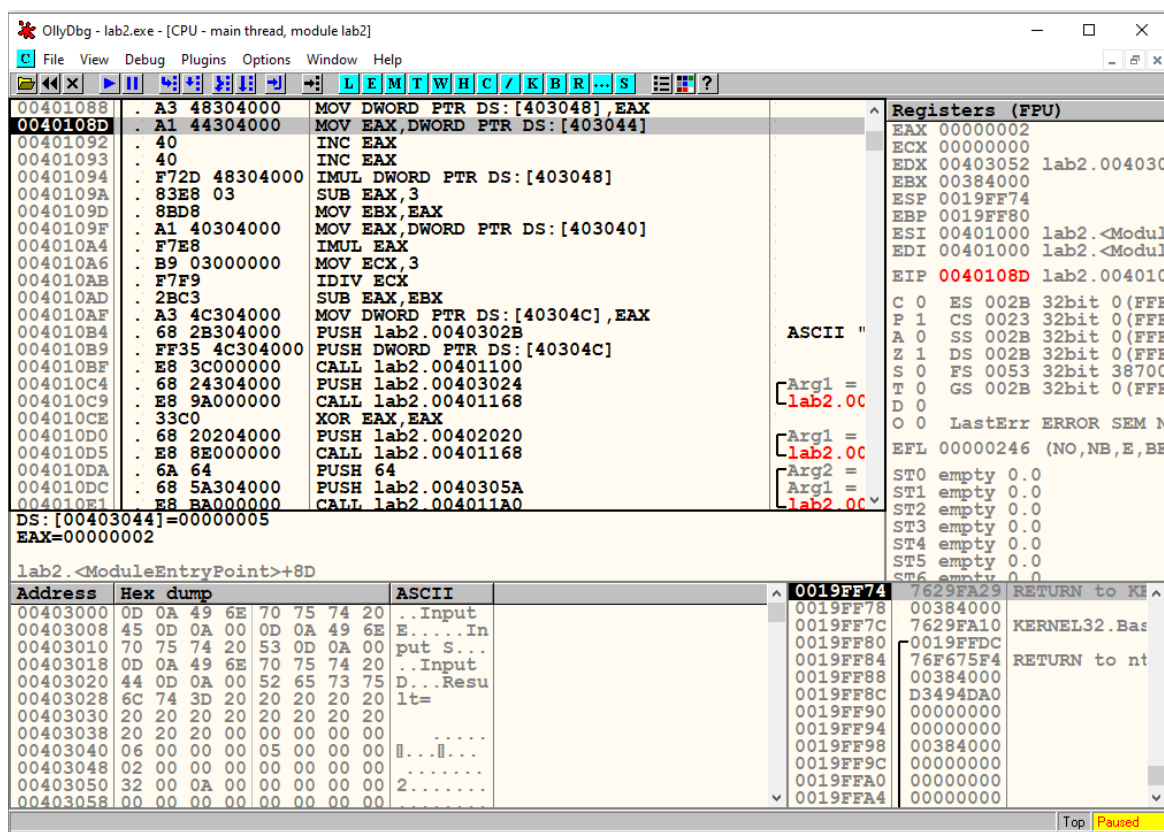 OllyDbg - lab2.exe - [CPU - main thread, module lab2]
C File View Debug Plugins Options Window Help
L E M T W H C / K B R ... S ?
00401088 . A3 48304000 MOV DWORD PTR DS:[403048],EAX
0040108D . A1 44304000 MOV EAX,DWORD PTR DS:[403044]
00401092 . 40 INC EAX
00401093 . 40 INC EAX
00401094 . F72D 48304000 IMUL DWORD PTR DS:[403048]
0040109A . 83E8 03 SUB EAX,3
0040109D . 8BD8 MOV EBX,EAX
0040109F . A1 40304000 MOV EAX,DWORD PTR DS:[403040]
004010A4 . F7E8 IMUL EAX
004010A6 . B9 03000000 MOV ECX,3
004010AB . F7F9 IDIV ECX
004010AD . 2BC3 SUB EAX,EBX
004010AF . A3 4C304000 MOV DWORD PTR DS:[40304C],EAX
004010B4 . 68 2B304000 PUSH lab2.0040302B ASCII "
004010B9 . FF35 4C304000 PUSH DWORD PTR DS:[40304C]
004010BF . E8 3C000000 CALL lab2.00401100
004010C4 . 68 24304000 PUSH lab2.00403024 Arg1 =
004010C9 . E8 9A000000 CALL lab2.00401168 lab2.00
004010CE . 33C0 XOR EAX,EAX
004010D0 . 68 20204000 PUSH lab2.00402020 Arg1 =
004010D5 . E8 8E000000 CALL lab2.00401168 lab2.00
004010DA . 6A 64 PUSH 64 Arg2 =
004010DC . 68 5A304000 PUSH lab2.0040305A Arg1 =
004010E1 . E8 BA000000 CALL lab2.004011A0 lab2.00
DS:[00403044]=00000005
EAX=00000002
lab2.<ModuleEntryPoint>+8D
Registers (FPU)
EAX 00000002
ECX 00000000
EDX 00403052 lab2.004030
EBX 00384000
ESP 0019FF74
EBP 0019FF80
ESI 00401000 lab2.<Modul
EDI 00401000 lab2.<Modul
EIP 0040108D lab2.004010
C 0 ES 002B 32bit 0(FFF
P 1 CS 0023 32bit 0(FFF
A 0 SS 002B 32bit 0(FFF
Z 1 DS 002B 32bit 0(FFF
S 0 FS 0053 32bit 38700
T 0 GS 002B 32bit 0(FFF
D 0
O 0 LastErr ERROR SEM N
EFL 00000246 (NO,NB,E,BE
ST0 empty 0.0
ST1 empty 0.0
ST2 empty 0.0
ST3 empty 0.0
ST4 empty 0.0
ST5 empty 0.0
ST6 empty 0.0
Address Hex dump ASCII
00403000 0D 0A 49 6E 70 75 74 20 ..Input
00403008 45 0D 0A 00 0D 0A 49 6E E.....In
00403010 70 75 74 20 53 0D 0A 00 put S...
00403018 0D 0A 49 6E 70 75 74 20 ..Input
00403020 44 0D 0A 00 52 65 73 75 D...Resu
00403028 6C 74 3D 20 20 20 20 20 lt=
00403030 20 20 20 20 20 20 20 20
00403038 20 20 20 00 00 00 00 00 .....
00403040 06 00 00 00 05 00 00 00 ...
00403048 02 00 00 00 00 00 00 00 .......
00403050 32 00 0A 00 00 00 00 00 2.......
00403058 00 00 00 00 00 00 00 00 ........
0019FF74 7629FA29 RETURN to KE
0019FF78 00384000
0019FF7C 7629FA10 KERNEL32.Bas
0019FF80 0019FFDC
0019FF84 76F675F4 RETURN to nt
0019FF88 00384000
0019FF8C D3494DA0
0019FF90 00000000
0019FF94 00000000
0019FF98 00384000
0019FF9C 00000000
0019FFA0 00000000
0019FFA4 00000000
Top Paused